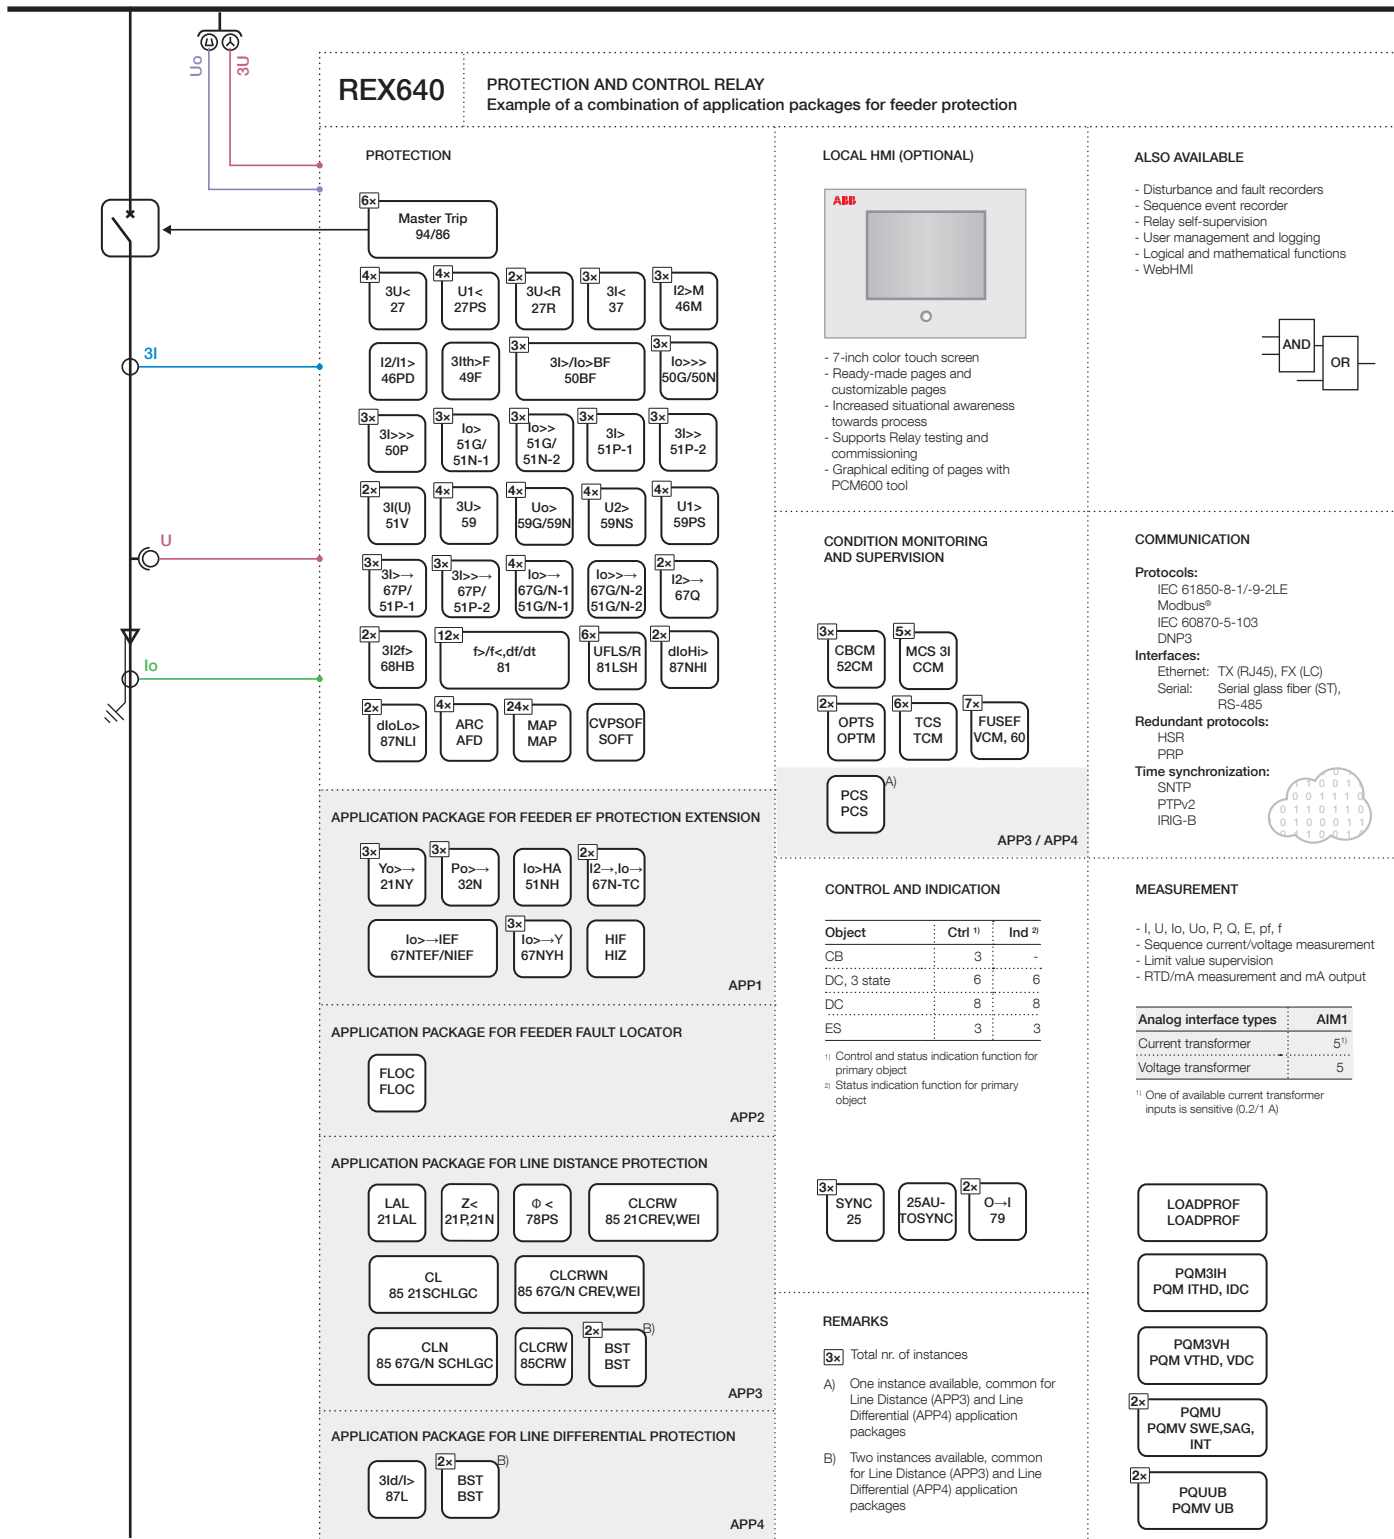 Uo
3U
REX640
PROTECTION AND CONTROL RELAY
Example of a combination of application packages for feeder protection
PROTECTION
6×
Master Trip
94/86
4×
3U<
27
4×
U1<
27PS
2×
3U<R
27R
3×
3I<
37
3×
I2>M
46M
3I
I2/I1>
46PD
3Ith>F
49F
3×
3I>/Io>BF
50BF
3×
Io>>>
50G/50N
3×
3I>>>
50P
3×
Io>
51G/
51N-1
3×
Io>>
51G/
51N-2
3×
3I>
51P-1
3×
3I>>
51P-2
2×
3I(U)
51V
4×
3U>
59
4×
Uo>
59G/59N
4×
U2>
59NS
4×
U1>
59PS
U
3×
3I>→
67P/
51P-1
3×
3I>>→
67P/
51P-2
4×
Io>→
67G/N-1
51G/N-1
Io>>→
67G/N-2
51G/N-2
2×
I2>→
67Q
Io
2×
3I2f>
68HB
12×
f>/f<,df/dt
81
6×
UFLS/R
81LSH
2×
dIoHi>
87NHI
2×
dIoLo>
87NLI
4×
ARC
AFD
24×
MAP
MAP
CVPSOF
SOFT
APPLICATION PACKAGE FOR FEEDER EF PROTECTION EXTENSION
3×
Yo>→
21NY
3×
Po>→
32N
Io>HA
51NH
2×
I2→,Io→
67N-TC
Io>→IEF
67NTEF/NIEF
3×
Io>→Y
67NYH
HIF
HIZ
APP1
APPLICATION PACKAGE FOR FEEDER FAULT LOCATOR
FLOC
FLOC
APP2
APPLICATION PACKAGE FOR LINE DISTANCE PROTECTION
LAL
21LAL
Z<
21P,21N
Φ <
78PS
CLCRW
85 21CREV,WEI
CL
85 21SCHLGC
CLCRWN
85 67G/N CREV,WEI
CLN
85 67G/N SCHLGC
CLCRW
85CRW
2×
BST
BST
B)
APP3
APPLICATION PACKAGE FOR LINE DIFFERENTIAL PROTECTION
3Id/I>
87L
2×
BST
BST
B)
APP4
LOCAL HMI (OPTIONAL)
ABB
- 7-inch color touch screen
- Ready-made pages and
customizable pages
- Increased situational awareness
towards process
- Supports Relay testing and
commissioning
- Graphical editing of pages with
PCM600 tool
CONDITION MONITORING
AND SUPERVISION
3×
CBCM
52CM
5×
MCS 3I
CCM
2×
OPTS
OPTM
6×
TCS
TCM
7×
FUSEF
VCM, 60
PCS
PCS
A)
APP3 / APP4
CONTROL AND INDICATION
Object Ctrl 1) Ind 2)
CB 3 -
DC, 3 state 6 6
DC 8 8
ES 3 3
1) Control and status indication function for
primary object
2) Status indication function for primary
object
3×
SYNC
25
25AU-
TOSYNC
2×
O→I
79
REMARKS
3× Total nr. of instances
A) One instance available, common for
Line Distance (APP3) and Line
Differential (APP4) application
packages
B) Two instances available, common
for Line Distance (APP3) and Line
Differential (APP4) application
packages
ALSO AVAILABLE
- Disturbance and fault recorders
- Sequence event recorder
- Relay self-supervision
- User management and logging
- Logical and mathematical functions
- WebHMI
AND
OR
COMMUNICATION
Protocols:
IEC 61850-8-1/-9-2LE
Modbus®
IEC 60870-5-103
DNP3
Interfaces:
Ethernet: TX (RJ45), FX (LC)
Serial: Serial glass fiber (ST),
RS-485
Redundant protocols:
HSR
PRP
Time synchronization:
SNTP
PTPv2
IRIG-B
MEASUREMENT
- I, U, Io, Uo, P, Q, E, pf, f
- Sequence current/voltage measurement
- Limit value supervision
- RTD/mA measurement and mA output
Analog interface types AIM1
Current transformer 5 1)
Voltage transformer 5
1) One of available current transformer
inputs is sensitive (0.2/1 A)
LOADPROF
LOADPROF
PQM3IH
PQM ITHD, IDC
PQM3VH
PQM VTHD, VDC
2×
PQMU
PQMV SWE,SAG,
INT
2×
PQUUB
PQMV UB